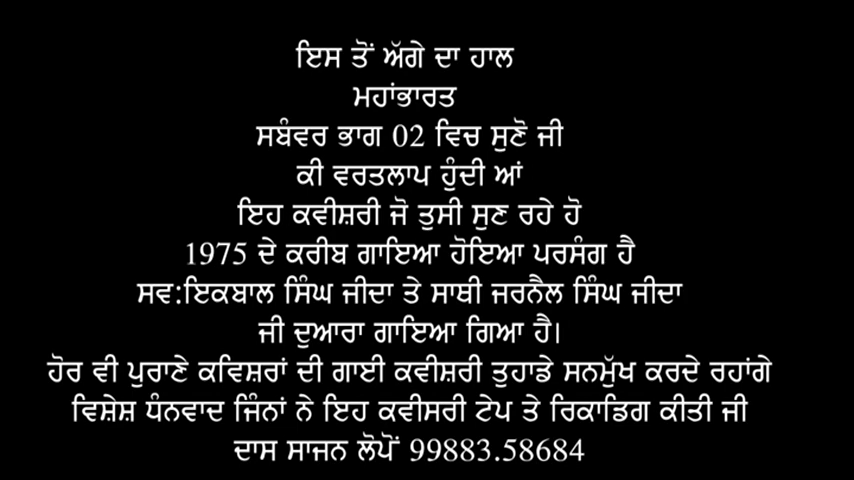 ਇਸ ਤੋਂ ਅੱਗੇ ਦਾ ਹਾਲ
ਮਹਾਂਭਾਰਤ
ਸਬੰਵਰ ਭਾਗ 02 ਵਿਚ ਸੁਣੋ ਜੀ
ਕੀ ਵਰਤਲਾਪ ਹੁੰਦੀ ਆਂ
ਇਹ ਕਵੀਸ਼ਰੀ ਜੋ ਤੁਸੀ ਸੁਣ ਰਹੇ ਹੋ
1975 ਦੇ ਕਰੀਬ ਗਾਇਆ ਹੋਇਆ ਪਰਸੰਗ ਹੈ
ਸਵ:ਇਕਬਾਲ ਸਿੰਘ ਜੀਦਾ ਤੇ ਸਾਥੀ ਜਰਨੈਲ ਸਿੰਘ ਜੀਦਾ
ਜੀ ਦੁਆਰਾ ਗਾਇਆ ਗਿਆ ਹੈ।
ਹੋਰ ਵੀ ਪੁਰਾਣੇ ਕਵਿਸ਼ਰਾਂ ਦੀ ਗਾਈ ਕਵੀਸ਼ਰੀ ਤੁਹਾਡੇ ਸਨਮੁੱਖ ਕਰਦੇ ਰਹਾਂਗੇ
ਵਿਸ਼ੇਸ਼ ਧੰਨਵਾਦ ਜਿੰਨਾਂ ਨੇ ਇਹ ਕਵੀਸਰੀ ਟੇਪ ਤੇ ਰਿਕਾਡਿਗ ਕੀਤੀ ਜੀ
ਦਾਸ ਸਾਜਨ ਲੋਪੋਂ 99883.58684